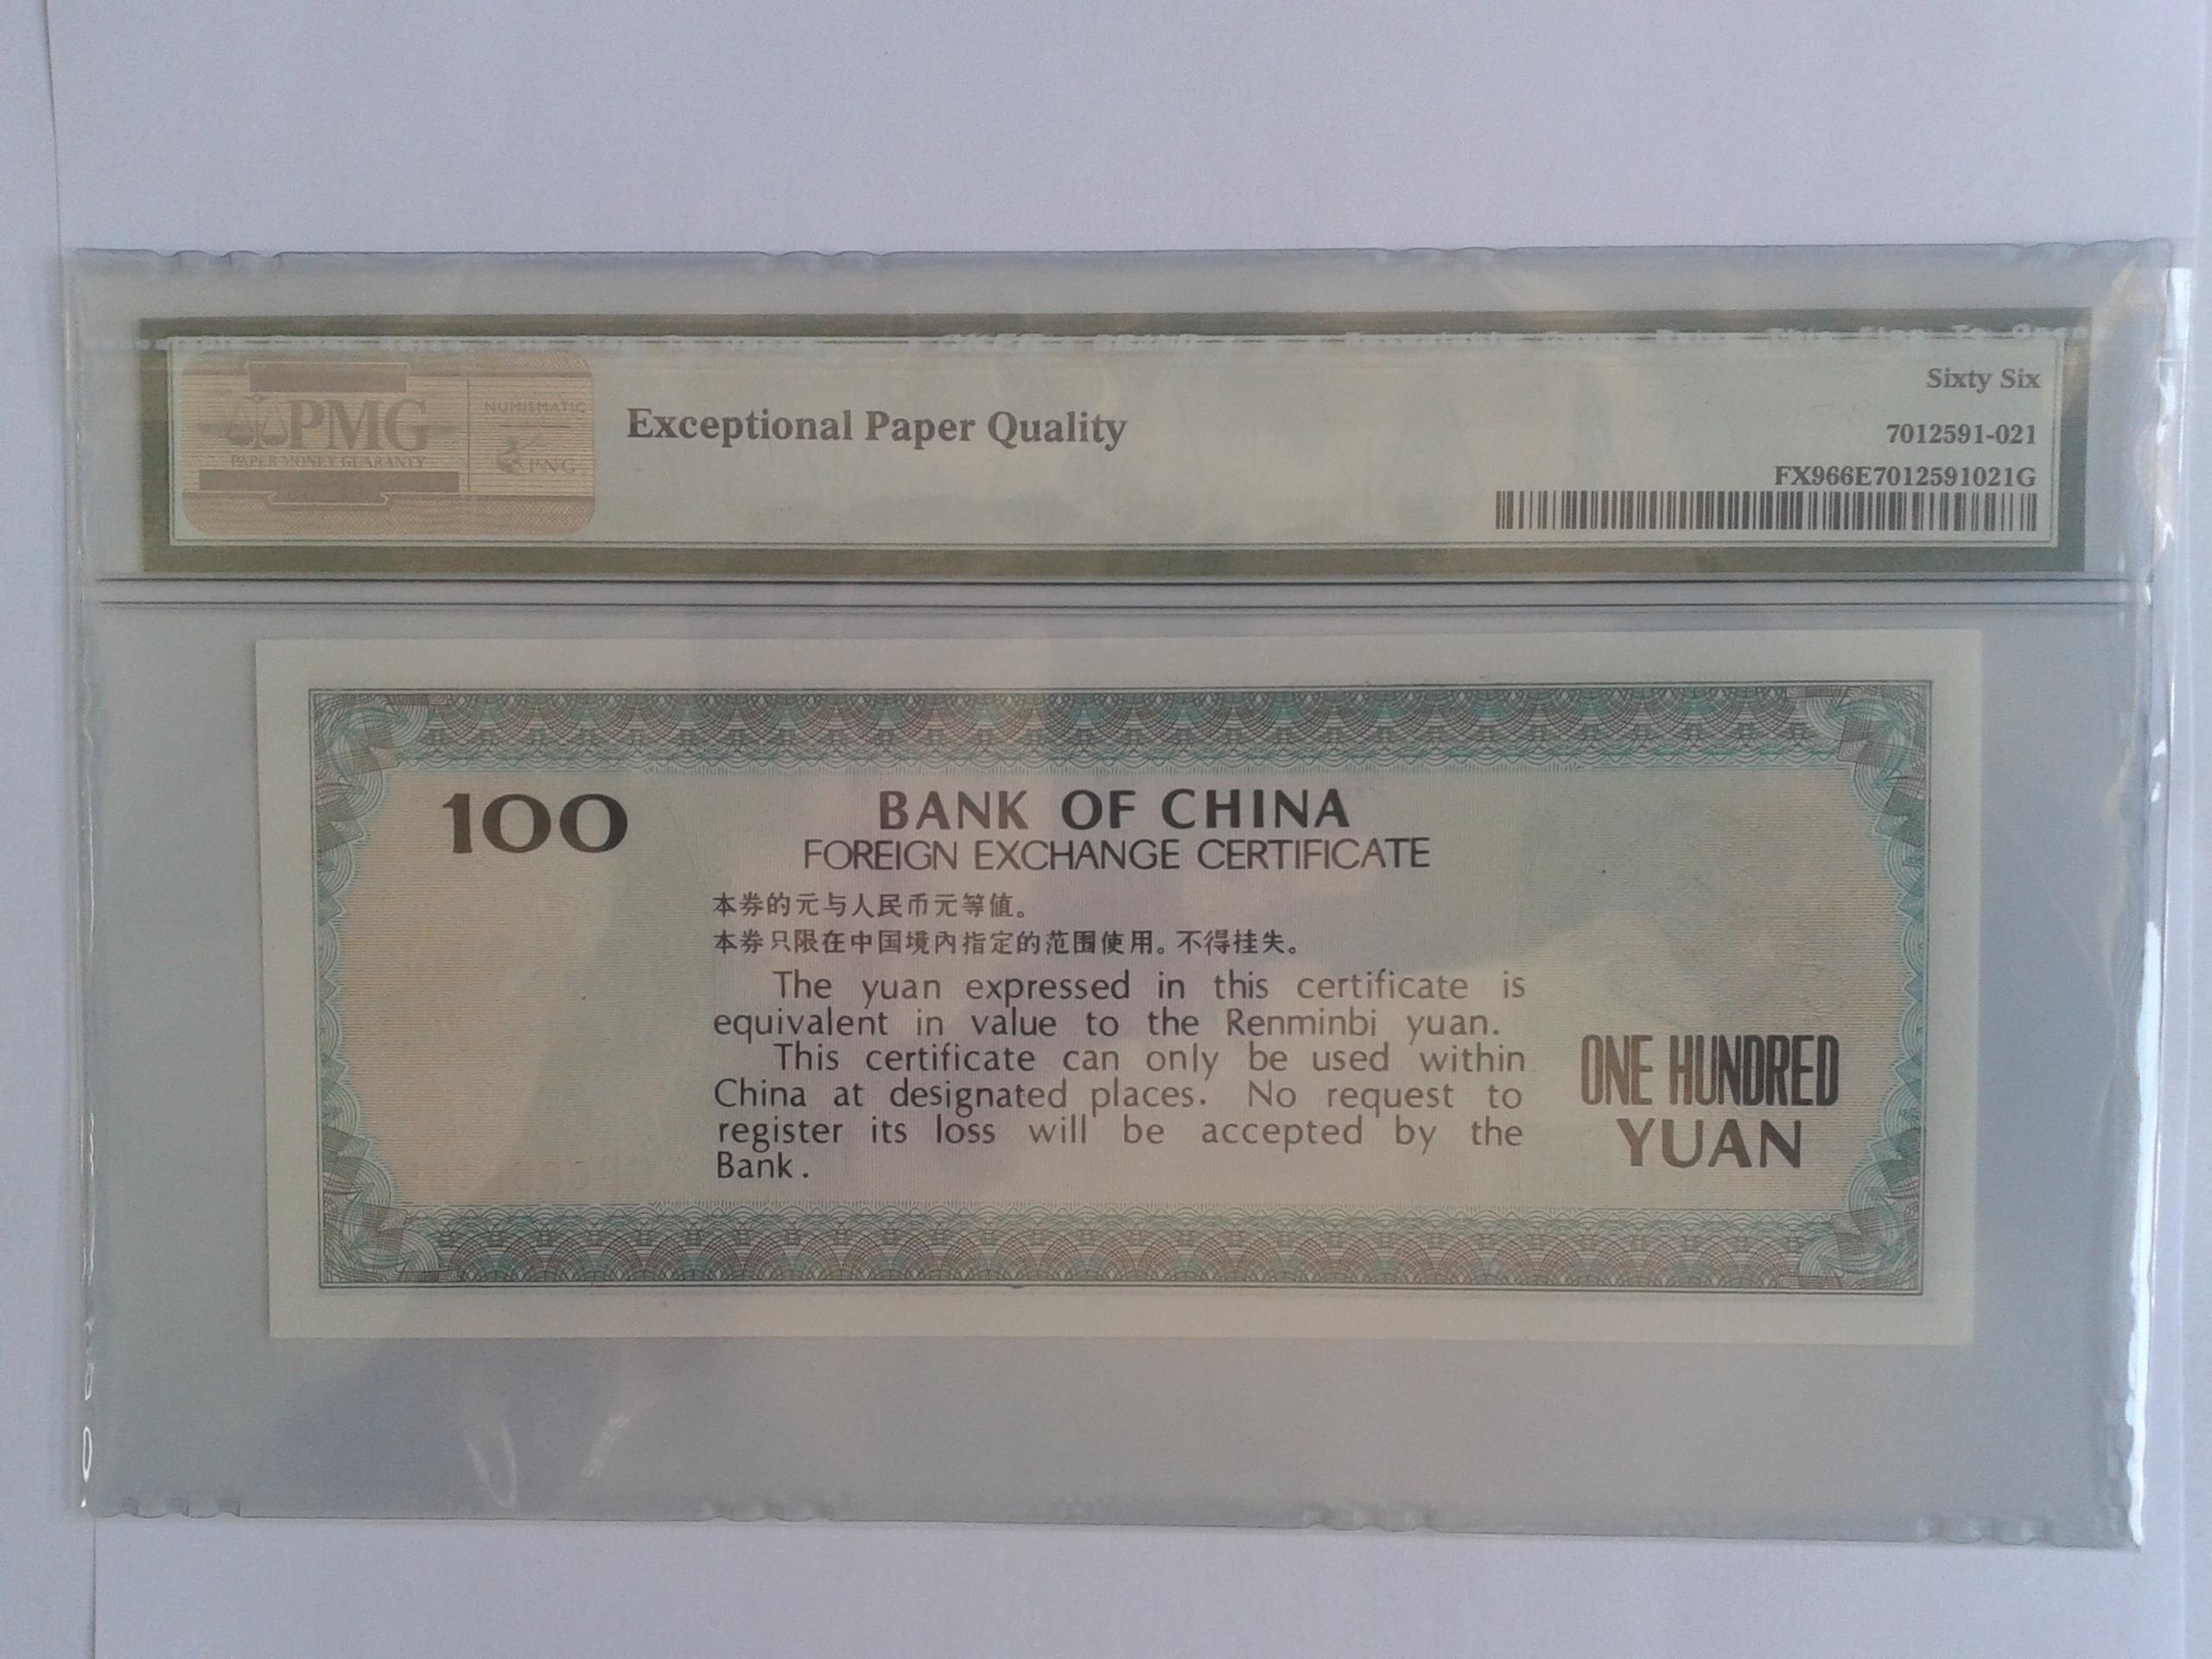 Sixty Six
PMG
PAPER MONEY GUARANTY
NUMISMATIC
PNG
Exceptional Paper Quality
7012591-021
FX966E7012591021G
100
BANK OF CHINA
FOREIGN EXCHANGE CERTIFICATE
本券的元与人民币元等值。
本券只限在中国境内指定的范围使用。不得挂失。
The yuan expressed in this certificate is
equivalent in value to the Renminbi yuan.
This certificate can only be used within
China at designated places. No request to
register its loss will be accepted by the
Bank.
ONE HUNDRED
YUAN